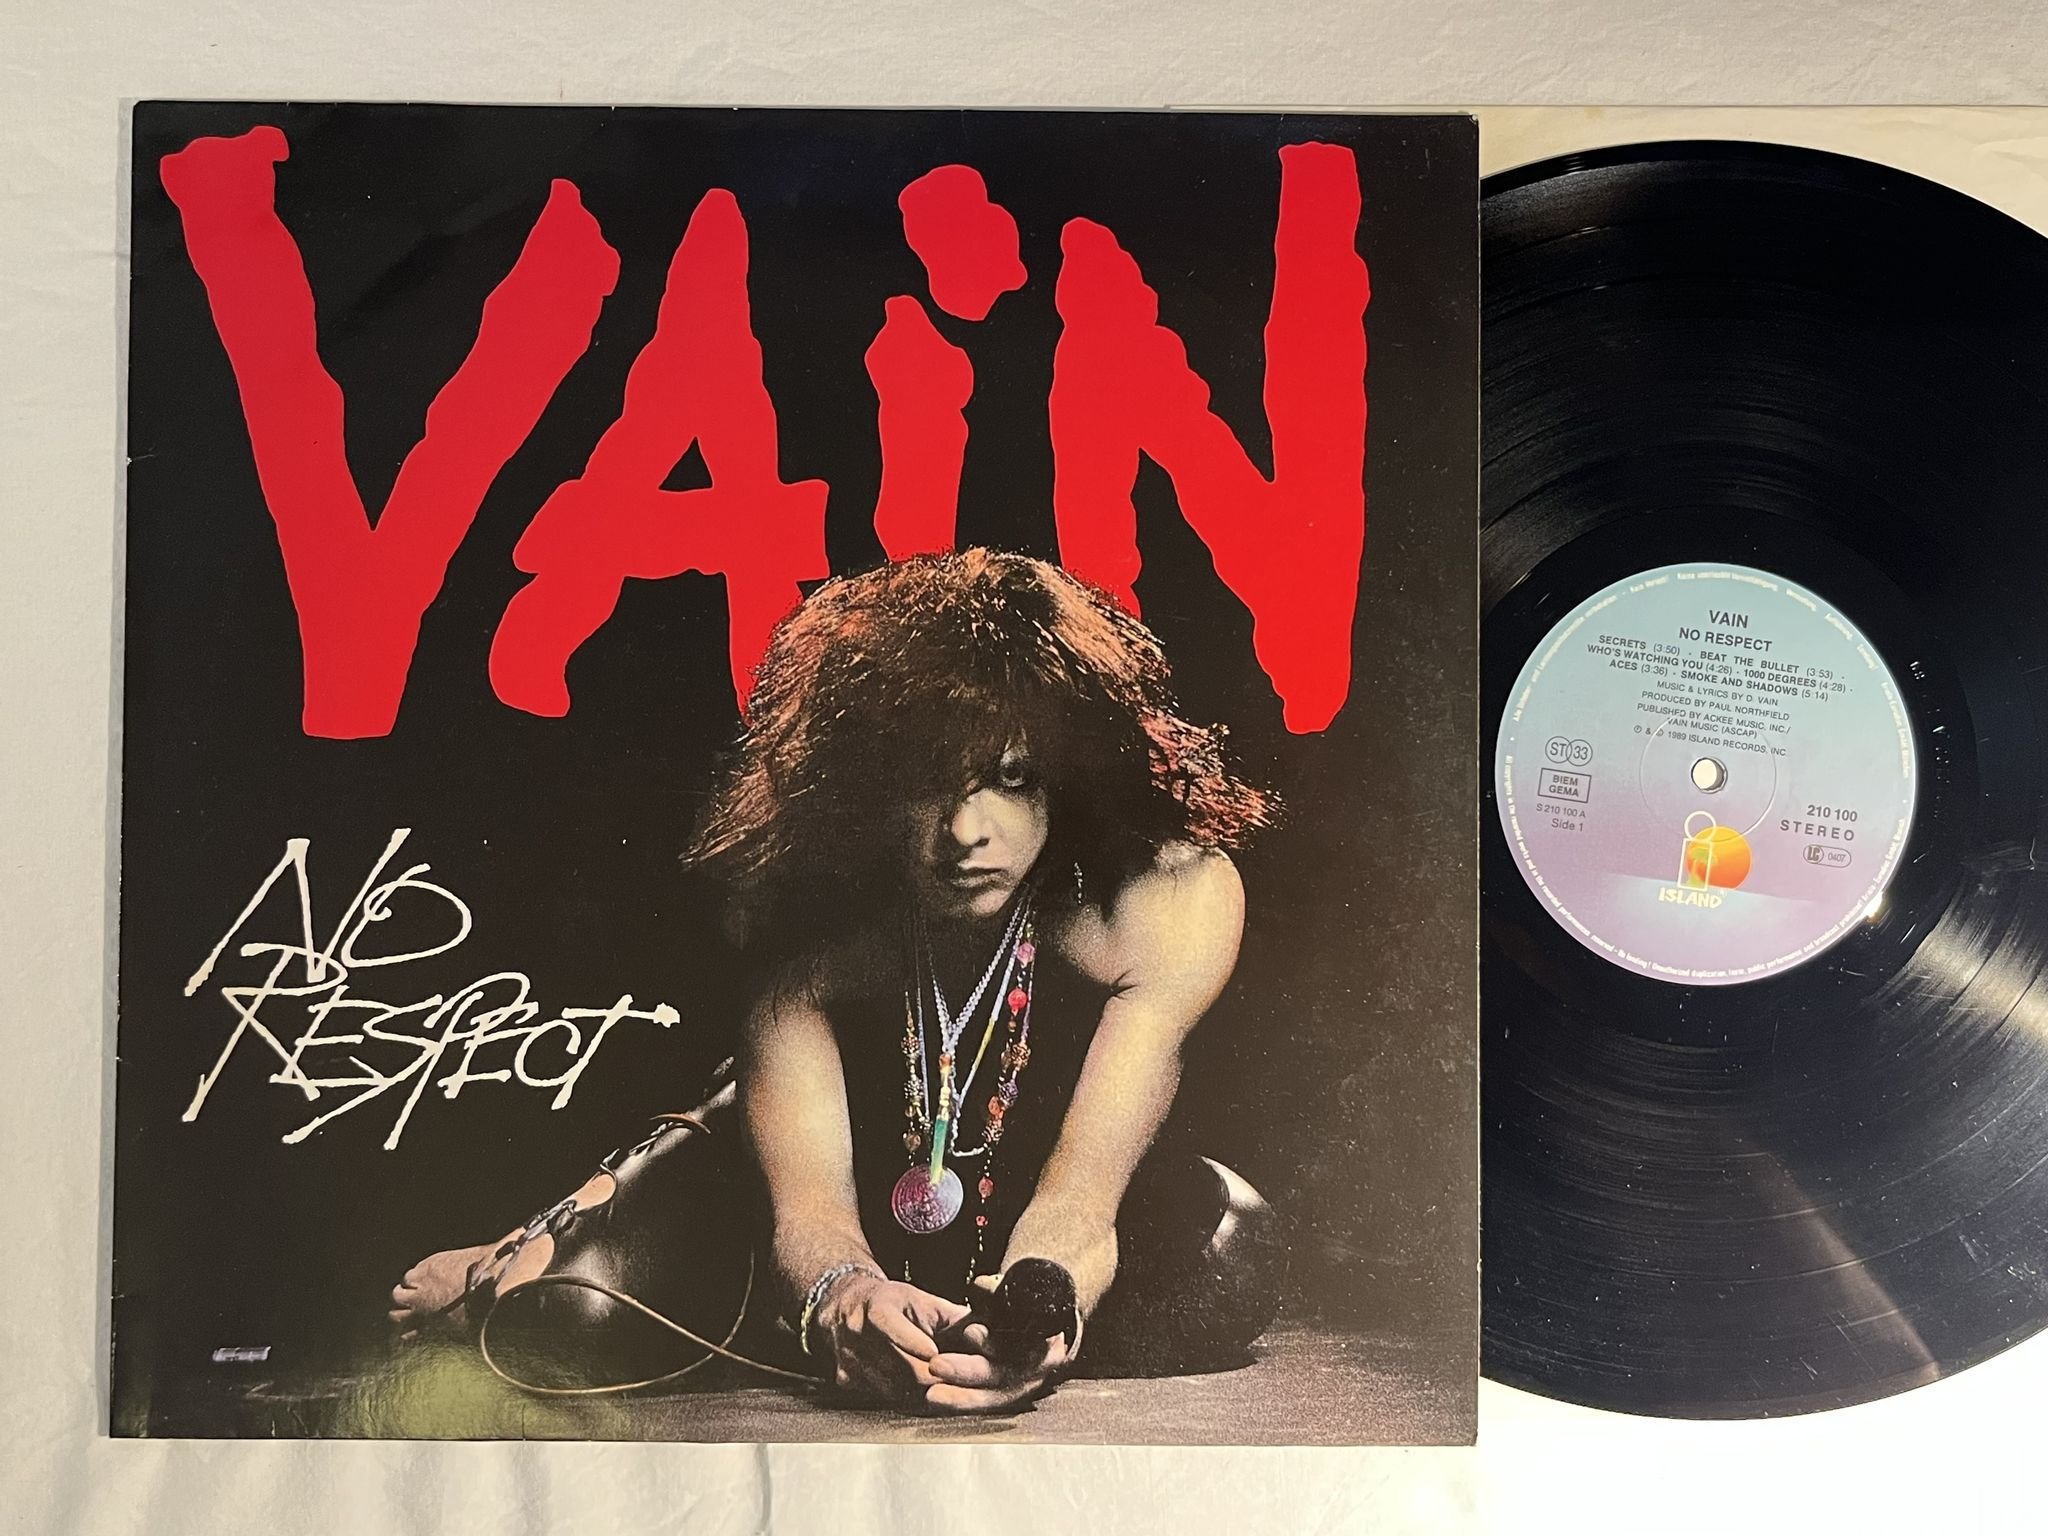 VAiN
NO
RESPECT
VAIN
NO RESPECT
SECRETS (3:50) · BEAT THE BULLET (3:53) ·
WHO'S WATCHING YOU (4:26) · 1000 DEGREES (4:28) ·
ACES (3:36) · SMOKE AND SHADOWS (5:14)
MUSIC & LYRICS BY D. VAIN
PRODUCED BY PAUL NORTHFIELD
PUBLISHED BY ACKEE MUSIC, INC./
VAIN MUSIC (ASCAP)
℗ & © 1989 ISLAND RECORDS, INC.
ST 33
BIEM
GEMA
S 210 100 A
Side 1
210 100
STEREO
LC 0407
ISLAND